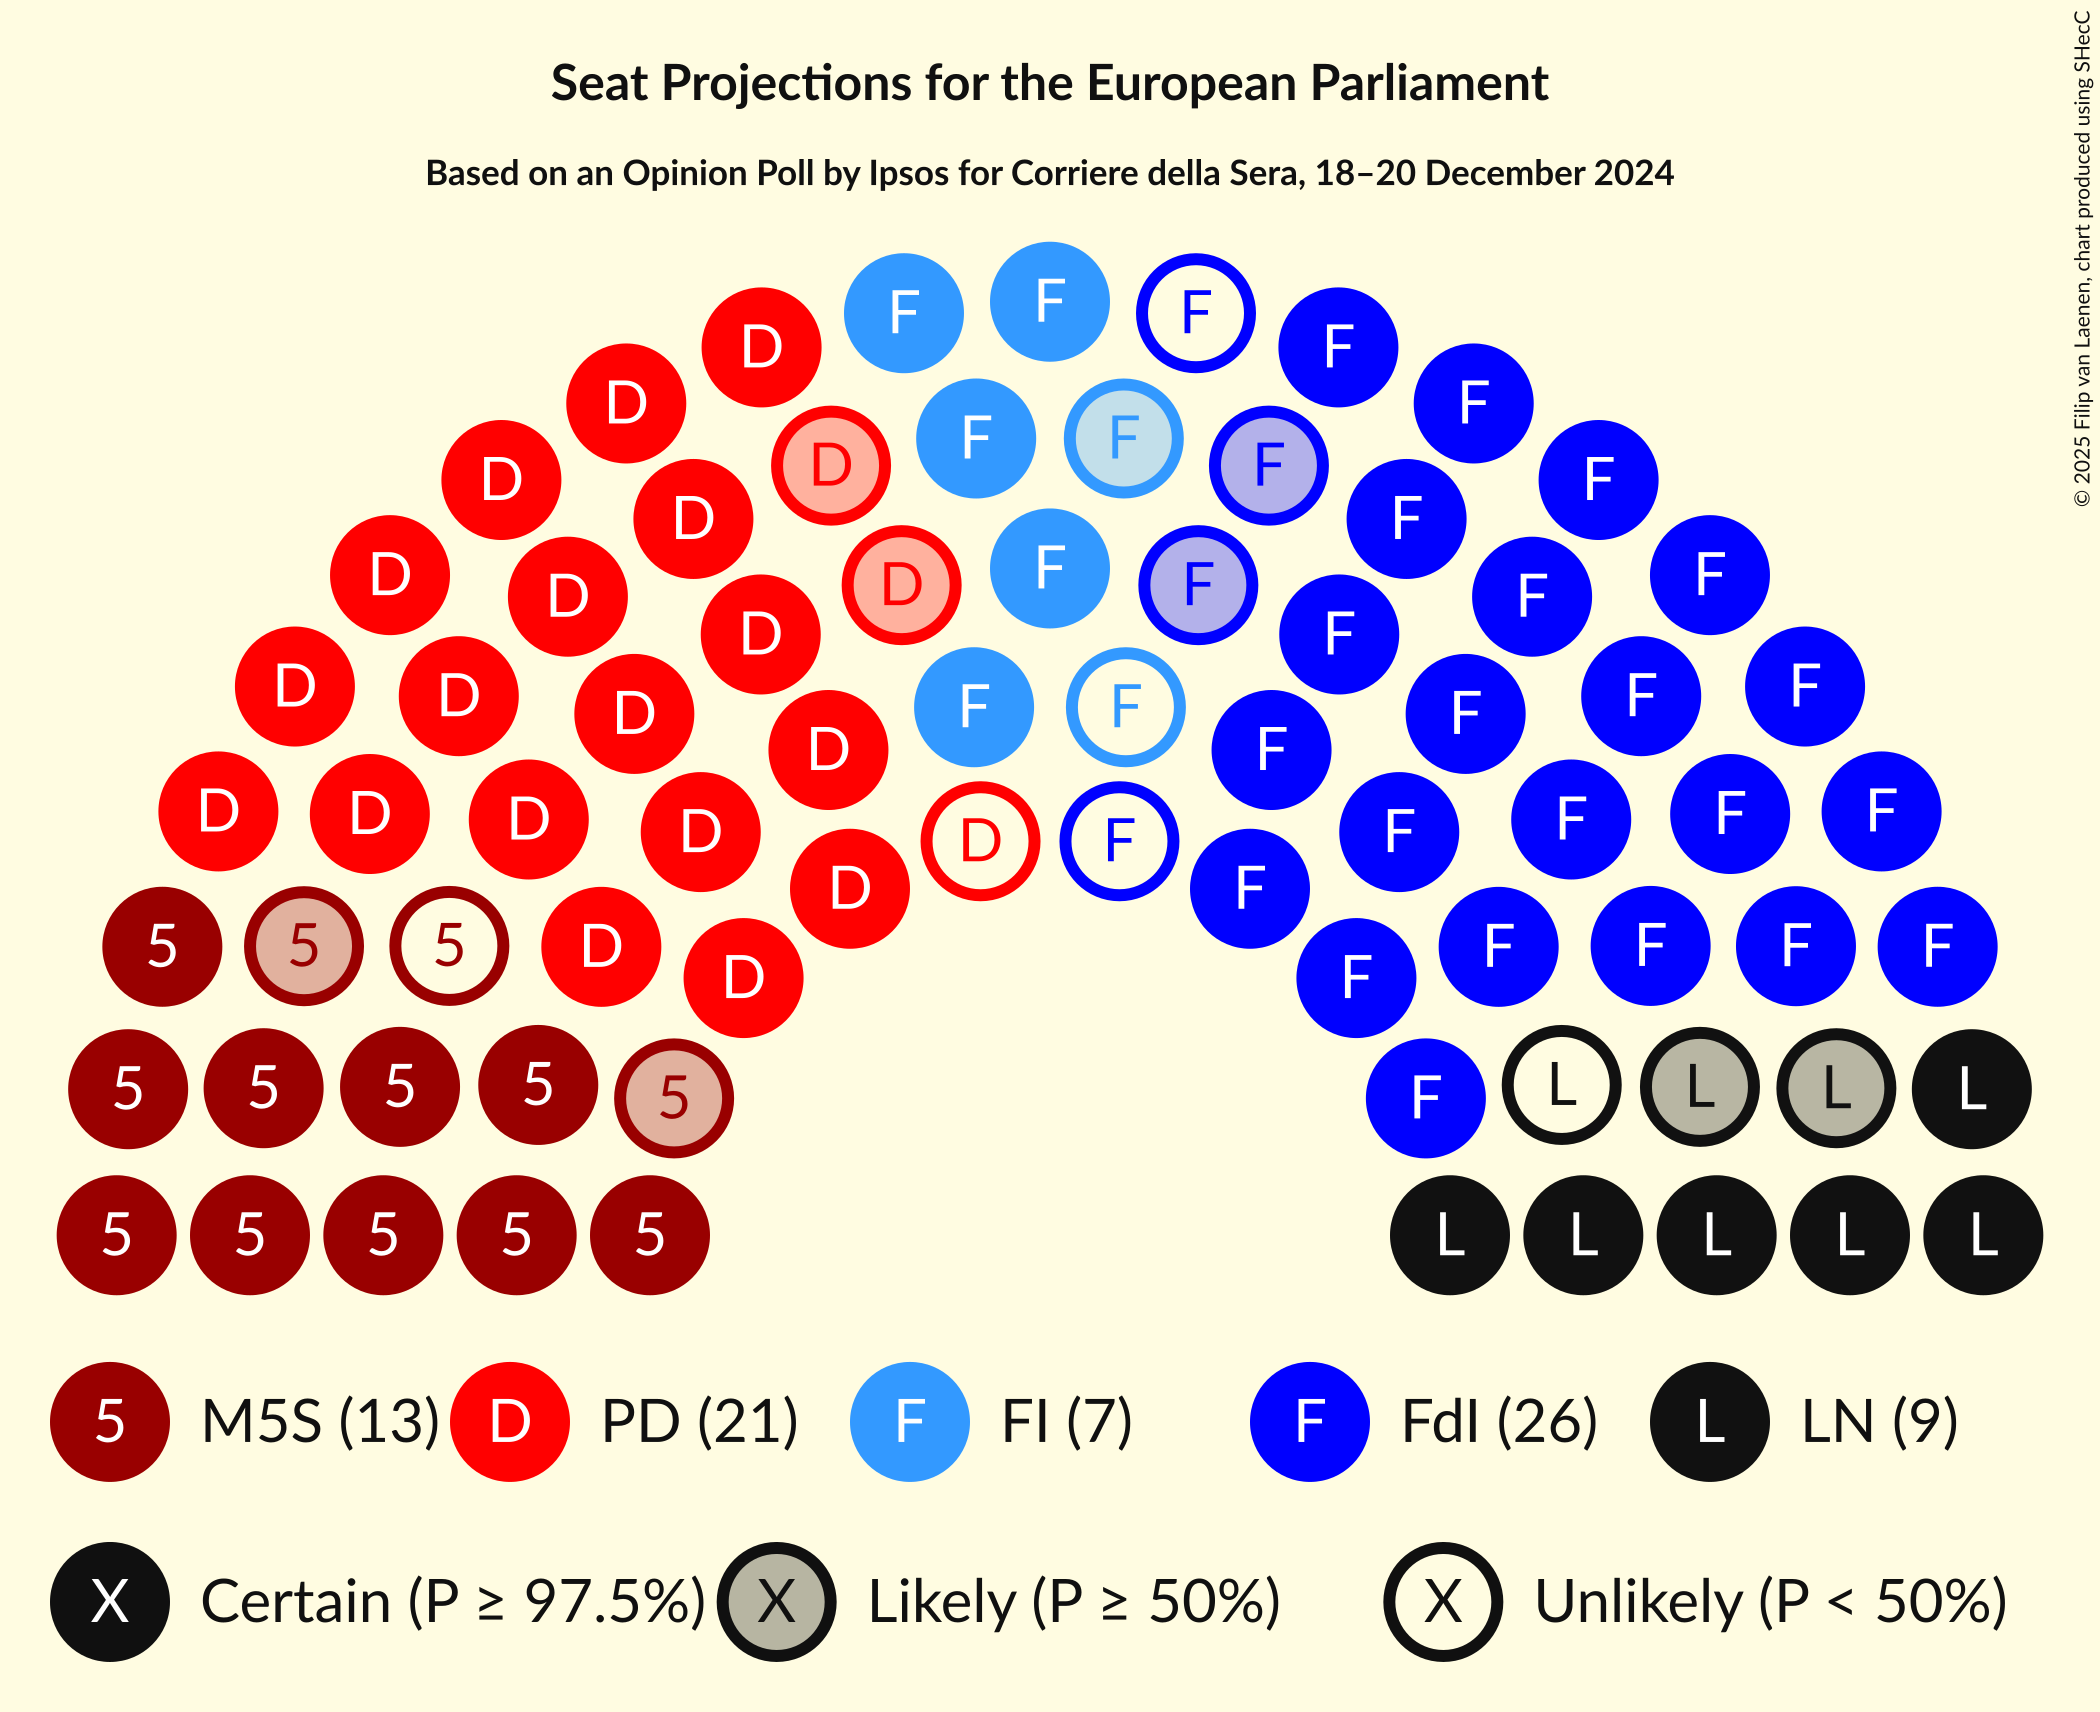 Seat Projections for the European Parliament
Based on an Opinion Poll by Ipsos for Corriere della Sera, 18–20 December 2024
© 2025 Filip van Laenen, chart produced using SHecC
F F F
D F
D F
F F
D F
D F
D F
D F F
D F
D F
D F
D F
D F
F F
D F
D F
D D D F F F
D F
D F
D F
5 5 5 D F F F F
D F
5 5 5 5 5 F L L L L
5 5 5 5 5 L L L L L
5 M5S (13) D PD (21) F FI (7) F FdI (26) L LN (9)
X Certain (P ≥ 97.5%) X Likely (P ≥ 50%) X Unlikely (P < 50%)